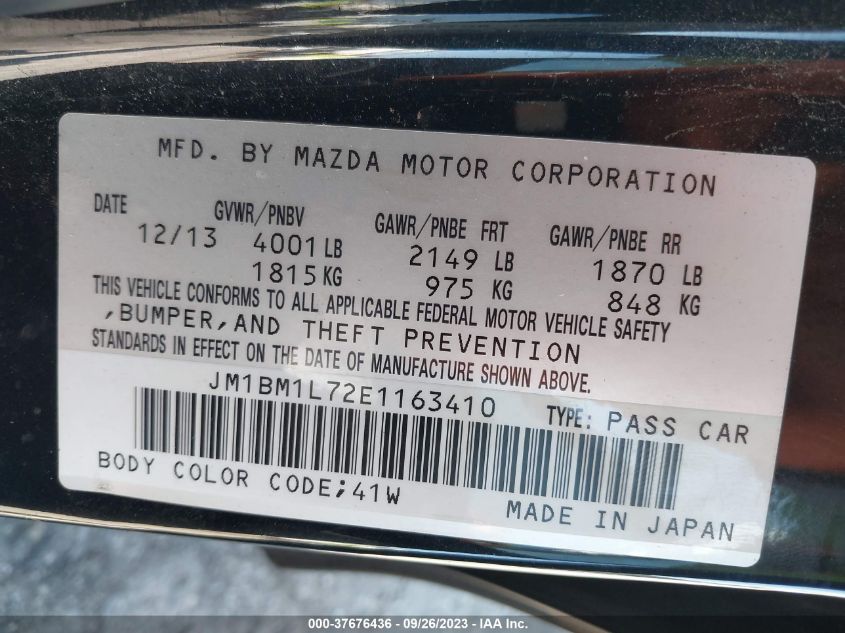 MFD. BY MAZDA MOTOR CORPORATION
DATE GVWR/PNBV GAWR/PNBE FRT GAWR/PNBE RR
12/13 4001 LB 2149 LB 1870 LB
1815 KG 975 KG 848 KG
THIS VEHICLE CONFORMS TO ALL APPLICABLE FEDERAL MOTOR VEHICLE SAFETY
,BUMPER,AND THEFT PREVENTION
STANDARDS IN EFFECT ON THE DATE OF MANUFACTURE SHOWN ABOVE.
JM1BM1L72E1163410 TYPE: PASS CAR
BODY COLOR CODE;41W
MADE IN JAPAN
000-37676436 - 09/26/2023 - IAA Inc.